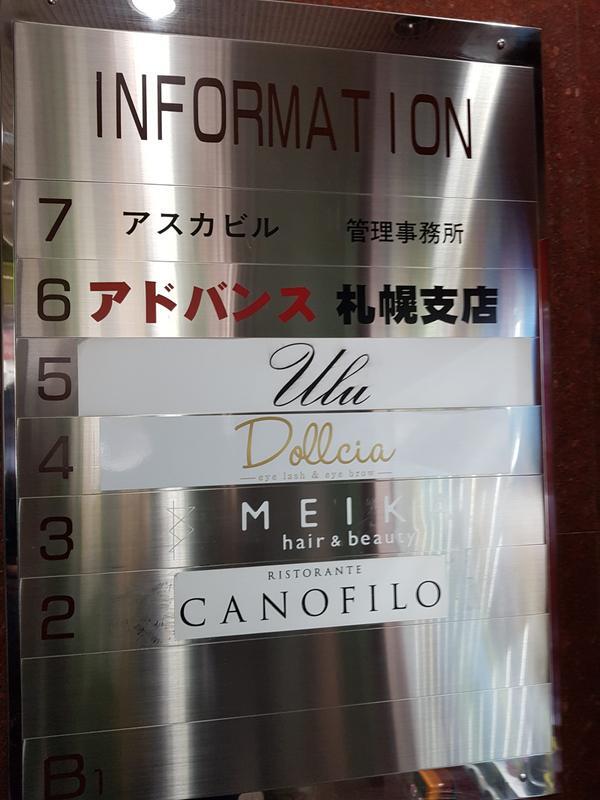 INFORMATION
7 アスカビル 管理事務所
6 アドバンス 札幌支店
5 Ulu
4 Dollcia
eye lash & eye brow
3 MEIK
hair & beauty
RISTORANTE
2 CANOFILO
B1